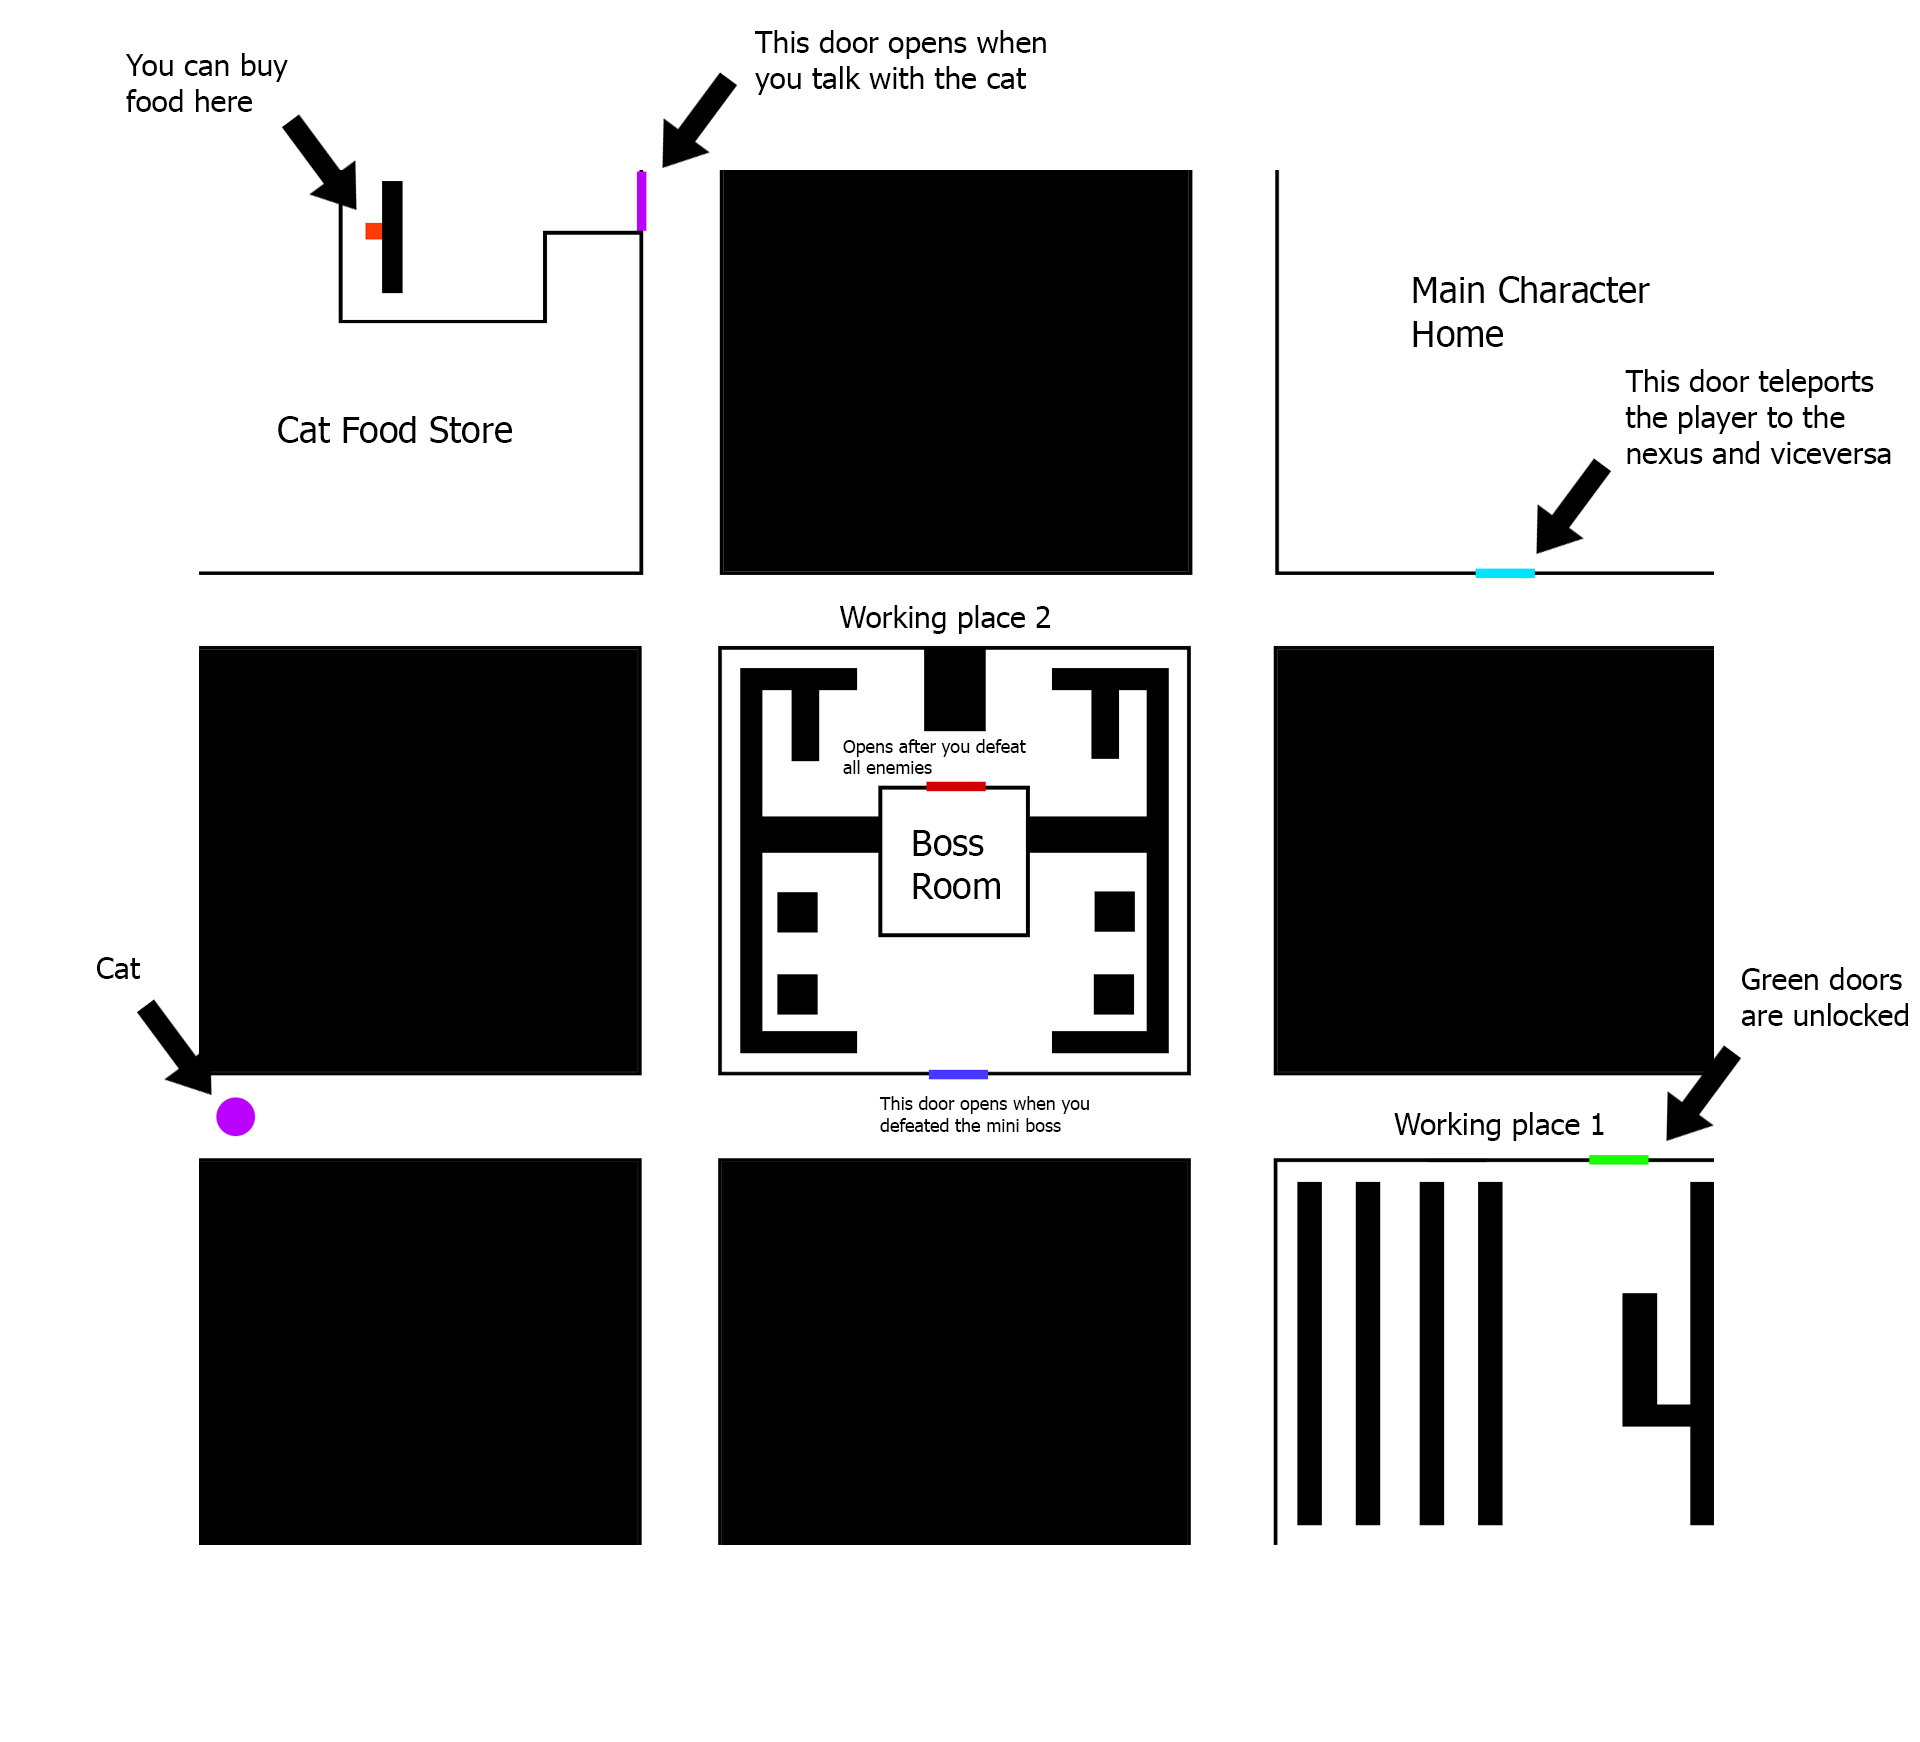 This door opens when
you talk with the cat
You can buy
food here
Main Character
Home
This door teleports
the player to the
nexus and viceversa
Cat Food Store
Working place 2
Opens after you defeat
all enemies
Boss
Room
Cat
Green doors
are unlocked
This door opens when you
defeated the mini boss
Working place 1